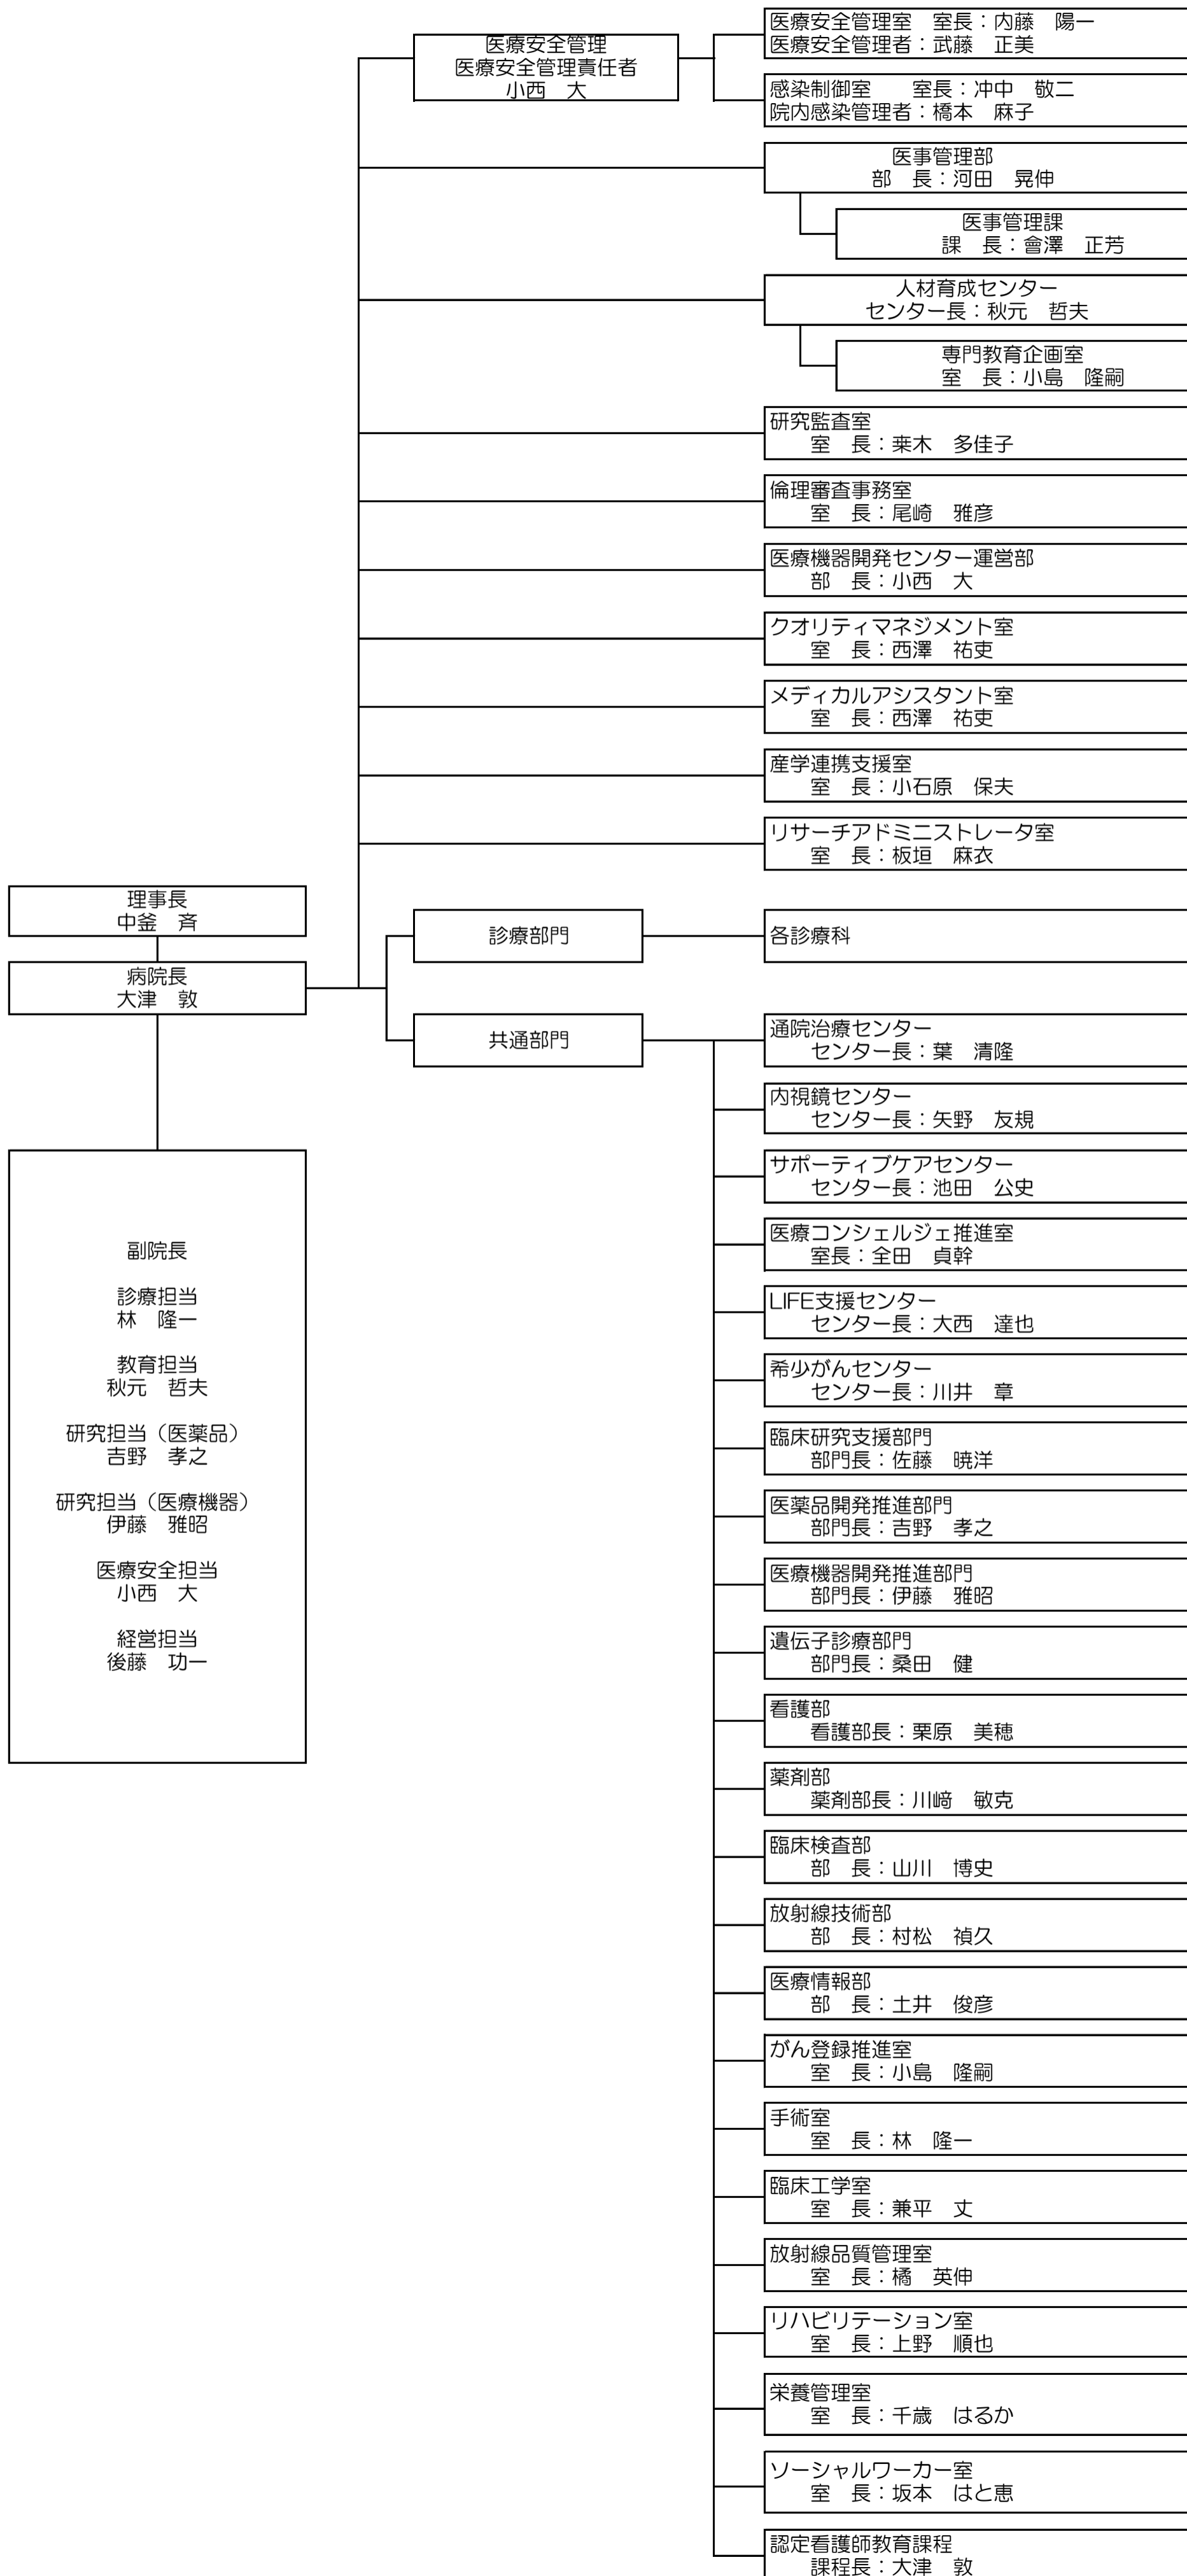 医療安全管理
医療安全管理責任者
小西　大
医療安全管理室　室長：内藤　陽一
医療安全管理者：武藤　正美
感染制御室　　室長：冲中　敬二
院内感染管理者：橋本　麻子
医事管理部
部　長：河田　晃伸
医事管理課
課　長：會澤　正芳
人材育成センター
センター長：秋元　哲夫
専門教育企画室
室　長：小島　隆嗣
研究監査室
室　長：桒木　多佳子
倫理審査事務室
室　長：尾崎　雅彦
医療機器開発センター運営部
部　長：小西　大
クオリティマネジメント室
室　長：西澤　祐吏
メディカルアシスタント室
室　長：西澤　祐吏
産学連携支援室
室　長：小石原　保夫
リサーチアドミニストレータ室
室　長：板垣　麻衣
理事長
中釜　斉
病院長
大津　敦
副院長
診療担当
林　隆一
教育担当
秋元　哲夫
研究担当（医薬品）
吉野　孝之
研究担当（医療機器）
伊藤　雅昭
医療安全担当
小西　大
経営担当
後藤　功一
診療部門
各診療科
共通部門
通院治療センター
センター長：葉　清隆
内視鏡センター
センター長：矢野　友規
サポーティブケアセンター
センター長：池田　公史
医療コンシェルジェ推進室
室長：全田　貞幹
LIFE支援センター
センター長：大西　達也
希少がんセンター
センター長：川井　章
臨床研究支援部門
部門長：佐藤　暁洋
医薬品開発推進部門
部門長：吉野　孝之
医療機器開発推進部門
部門長：伊藤　雅昭
遺伝子診療部門
部門長：桑田　健
看護部
看護部長：栗原　美穂
薬剤部
薬剤部長：川﨑　敏克
臨床検査部
部　長：山川　博史
放射線技術部
部　長：村松　禎久
医療情報部
部　長：土井　俊彦
がん登録推進室
室　長：小島　隆嗣
手術室
室　長：林　隆一
臨床工学室
室　長：兼平　丈
放射線品質管理室
室　長：橘　英伸
リハビリテーション室
室　長：上野　順也
栄養管理室
室　長：千歳　はるか
ソーシャルワーカー室
室　長：坂本　はと恵
認定看護師教育課程
課程長：大津　敦